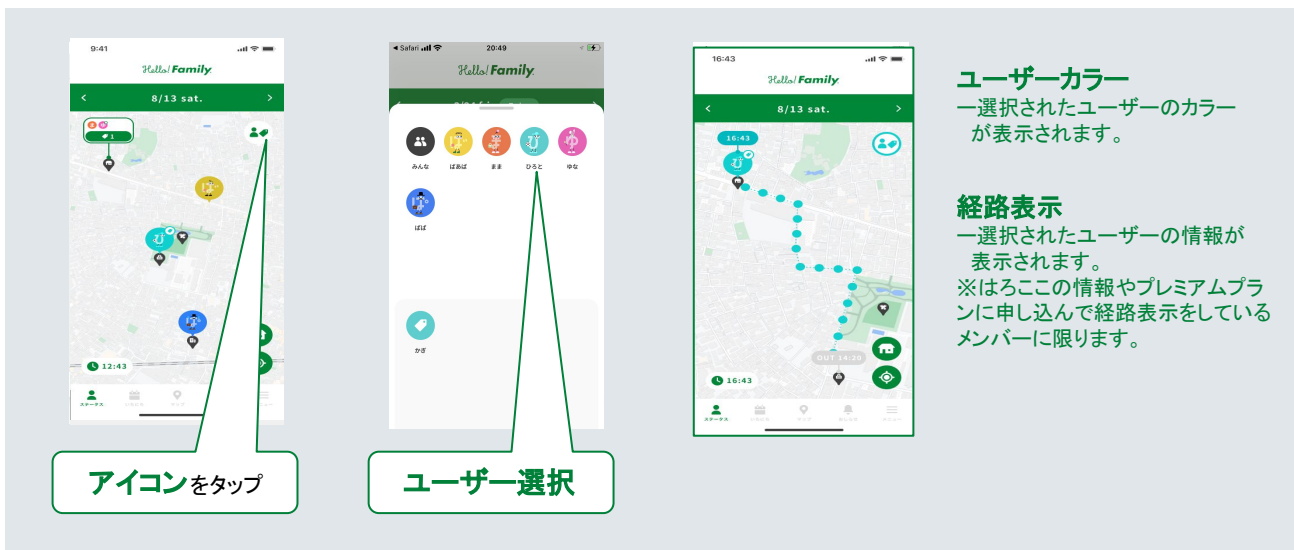 9:41
Hello! Family.
8/13 sat.
1
12:43
ステータス
アイコンをタップ
Safari
20:49
Hello! Family.
みんな
ばあば
まま
ひろと
ゆな
ぱぱ
かぎ
ユーザー選択
16:43
Hello! Family.
8/13 sat.
16:43
OUT 14:20
16:43
ステータス
ユーザーカラー
ー選択されたユーザーのカラー
が表示されます。
経路表示
ー選択されたユーザーの情報が
表示されます。
※はろここの情報やプレミアムプラ
ンに申し込んで経路表示をしている
メンバーに限ります。